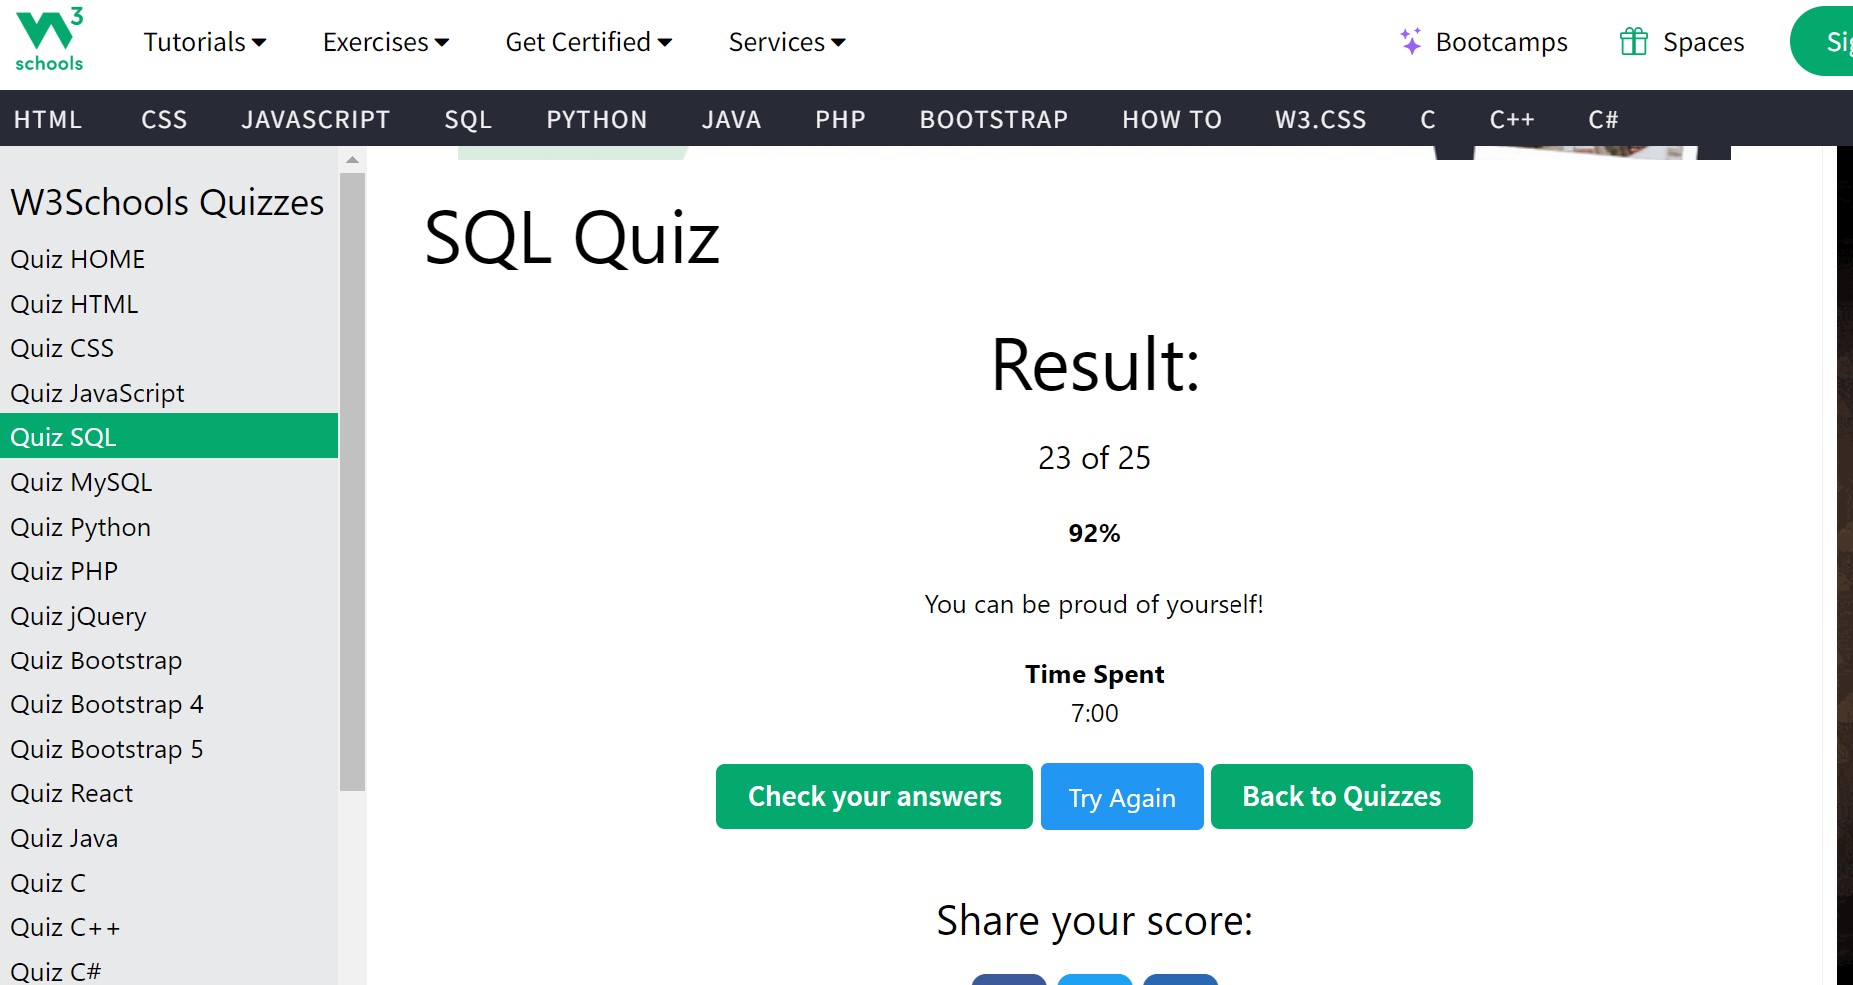 W3 schools
Tutorials Exercises Get Certified Services Bootcamps Spaces
HTML CSS JAVASCRIPT SQL PYTHON JAVA PHP BOOTSTRAP HOW TO W3.CSS C C++ C#
W3Schools Quizzes
Quiz HOME
Quiz HTML
Quiz CSS
Quiz JavaScript
Quiz SQL
Quiz MySQL
Quiz Python
Quiz PHP
Quiz jQuery
Quiz Bootstrap
Quiz Bootstrap 4
Quiz Bootstrap 5
Quiz React
Quiz Java
Quiz C
Quiz C++
Quiz C#
SQL Quiz
Result:
23 of 25
92%
You can be proud of yourself!
Time Spent
7:00
Check your answers Try Again Back to Quizzes
Share your score: